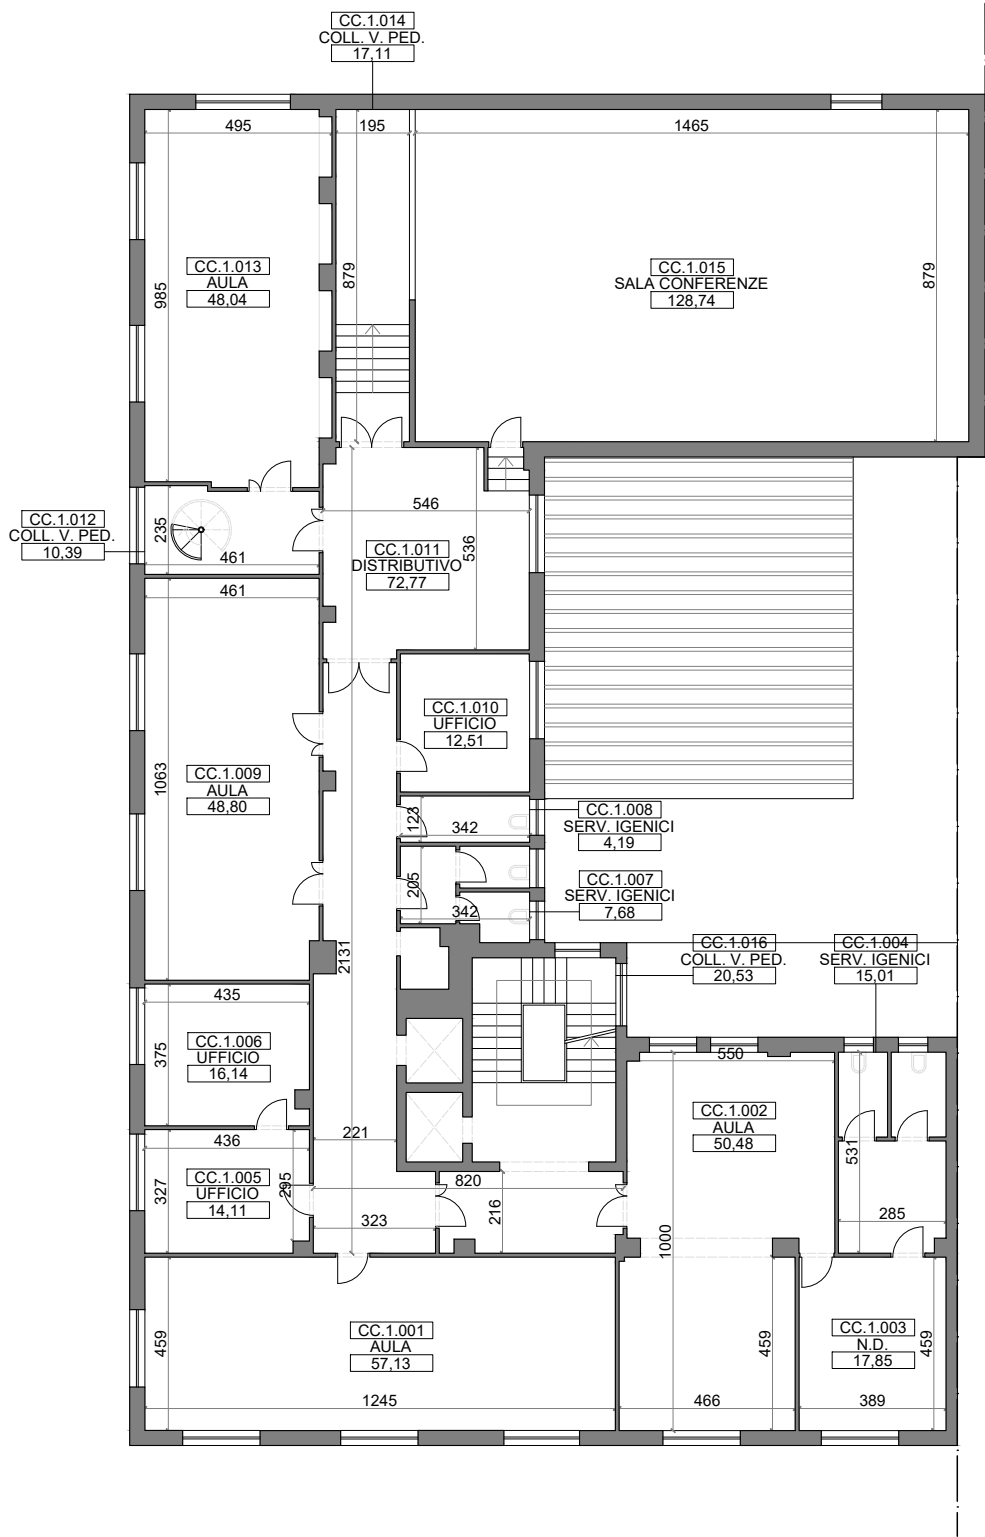 CC.1.014
COLL. V. PED.
17,11
495
195
1465
985
CC.1.013
AULA
48,04
879
CC.1.015
SALA CONFERENZE
128,74
879
CC.1.012
COLL. V. PED.
10,39
235
461
546
CC.1.011
DISTRIBUTIVO
72,77
536
461
1063
CC.1.009
AULA
48,80
CC.1.010
UFFICIO
12,51
123
342
CC.1.008
SERV. IGENICI
4,19
205
342
CC.1.007
SERV. IGENICI
7,68
2131
CC.1.016
COLL. V. PED.
20,53
CC.1.004
SERV. IGENICI
15,01
435
375
CC.1.006
UFFICIO
16,14
550
CC.1.002
AULA
50,48
531
436
327
CC.1.005
UFFICIO
14,11
295
221
820
323
216
1000
285
459
CC.1.001
AULA
57,13
1245
459
466
CC.1.003
N.D.
17,85
459
389